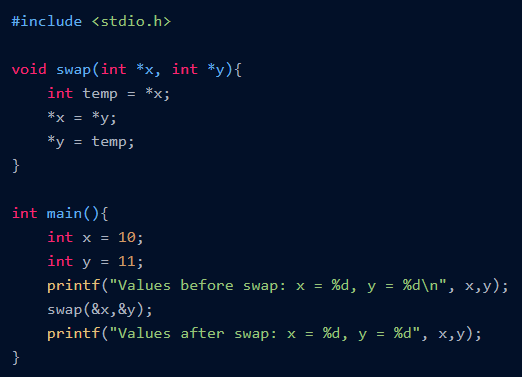 #include <stdio.h>

void swap(int *x, int *y){
    int temp = *x;
    *x = *y;
    *y = temp;
}

int main(){
    int x = 10;
    int y = 11;
    printf("Values before swap: x = %d, y = %d\n", x,y);
    swap(&x,&y);
    printf("Values after swap: x = %d, y = %d", x,y);
}